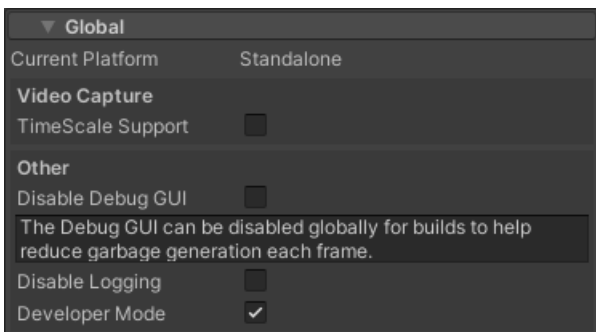 Global
Current Platform Standalone
Video Capture
TimeScale Support
Other
Disable Debug GUI
The Debug GUI can be disabled globally for builds to help
reduce garbage generation each frame.
Disable Logging
Developer Mode